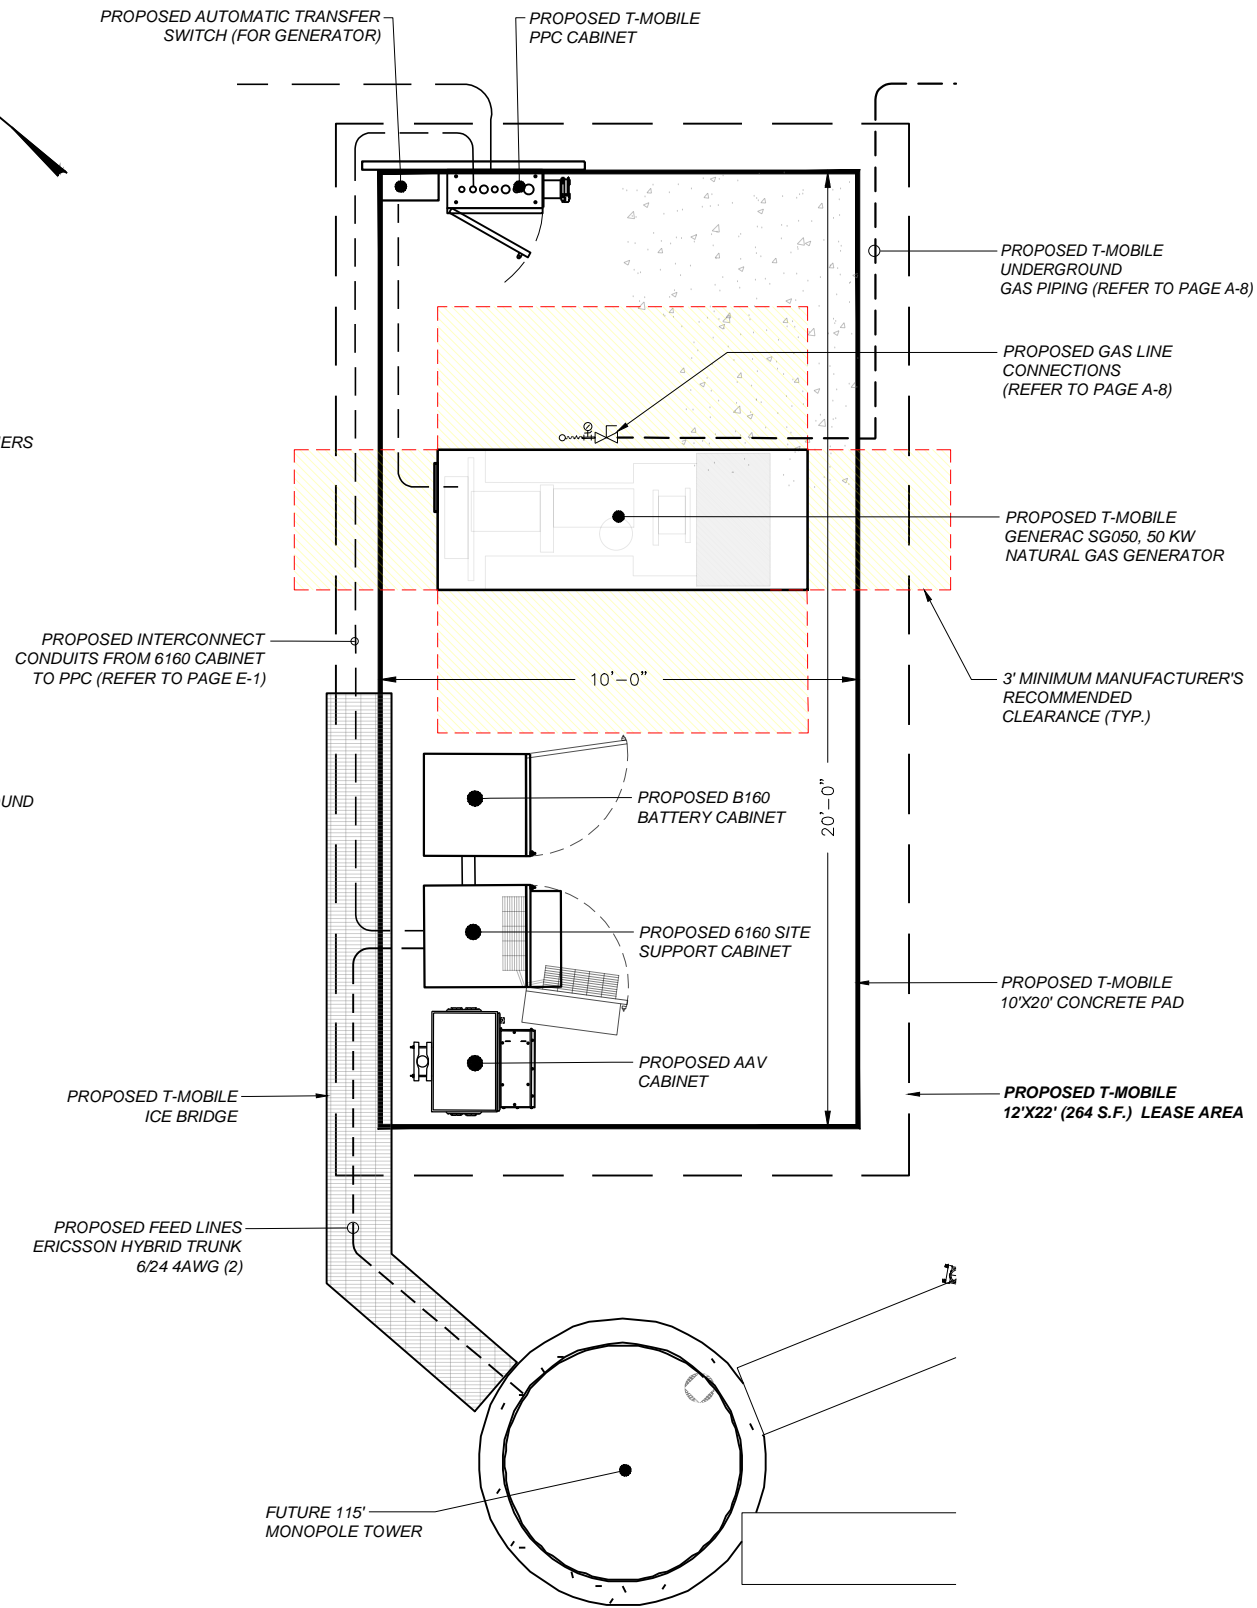 PROPOSED AUTOMATIC TRANSFER
SWITCH (FOR GENERATOR)
PROPOSED T-MOBILE
PPC CABINET
PROPOSED T-MOBILE
UNDERGROUND
GAS PIPING (REFER TO PAGE A-8)
PROPOSED GAS LINE
CONNECTIONS
(REFER TO PAGE A-8)
PROPOSED T-MOBILE
GENERAC SG050, 50 KW
NATURAL GAS GENERATOR
PROPOSED INTERCONNECT
CONDUITS FROM 6160 CABINET
TO PPC (REFER TO PAGE E-1)
10'-0"
3' MINIMUM MANUFACTURER'S
RECOMMENDED
CLEARANCE (TYP.)
PROPOSED B160
BATTERY CABINET
20'-0"
PROPOSED 6160 SITE
SUPPORT CABINET
PROPOSED T-MOBILE
10'X20' CONCRETE PAD
PROPOSED AAV
CABINET
PROPOSED T-MOBILE
ICE BRIDGE
PROPOSED T-MOBILE
12'X22' (264 S.F.) LEASE AREA
PROPOSED FEED LINES
ERICSSON HYBRID TRUNK
6/24 4AWG (2)
FUTURE 115'
MONOPOLE TOWER